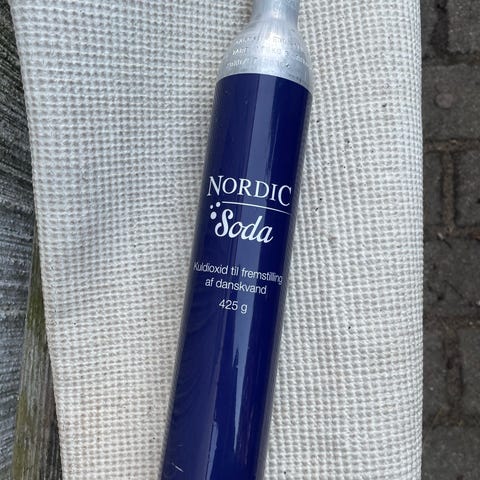 NORDIC
Soda
Kuldioxid til fremstilling
af danskvand
425 g